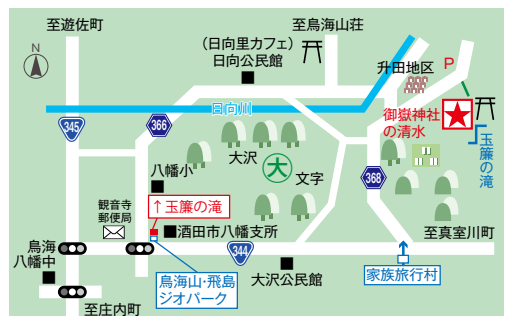 至遊佐町
至鳥海山荘
(日向里カフェ)
日向公民館
N
升田地区
P
日向川
御嶽神社
の清水
345
366
玉簾
の滝
大沢
大
文字
368
八幡小
↑玉簾の滝
観音寺
郵便局
酒田市八幡支所
至真室川町
鳥海
八幡中
344
大沢公民館
家族旅行村
鳥海山・飛島
ジオパーク
至庄内町